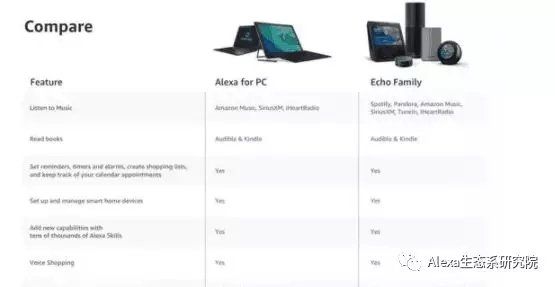 Compare
Feature Alexa for PC Echo Family
Listen to Music Amazon Music, SiriusXM, iHeartRadio Spotify, Pandora, Amazon Music,
SiriusXM, TuneIn, iHeartRadio
Read books Audible & Kindle Audible & Kindle
Set reminders, timers and alarms, create shopping lists,
and keep track of your calendar appointments Yes Yes
Set up and manage smart home devices Yes Yes
Add new capabilities with
tens of thousands of Alexa Skills Yes Yes
Voice Shopping Yes Yes
Alexa生态系研究院